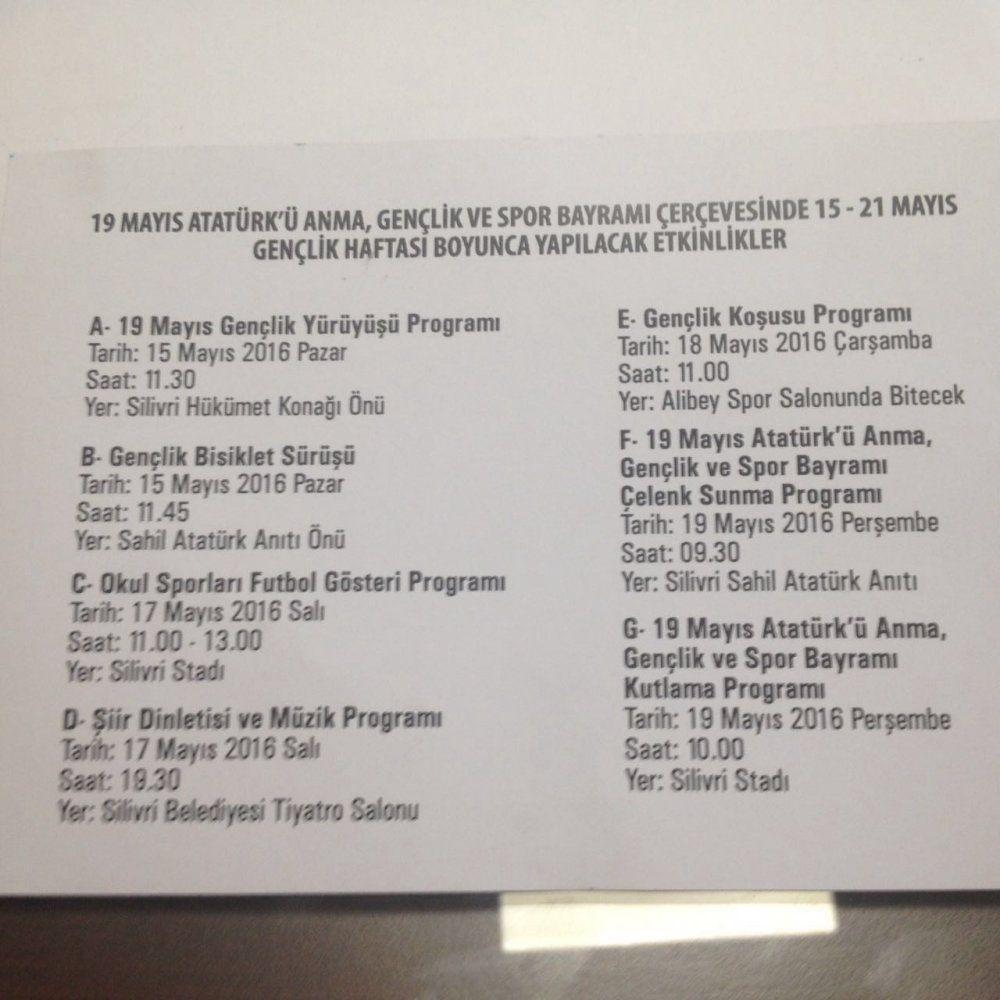 19 MAYIS ATATÜRK'Ü ANMA, GENÇLİK VE SPOR BAYRAMI ÇERÇEVESİNDE 15 - 21 MAYIS
GENÇLİK HAFTASI BOYUNCA YAPILACAK ETKİNLİKLER
A- 19 Mayıs Gençlik Yürüyüşü Programı
Tarih: 15 Mayıs 2016 Pazar
Saat: 11.30
Yer: Silivri Hükümet Konağı Önü
B- Gençlik Bisiklet Sürüşü
Tarih: 15 Mayıs 2016 Pazar
Saat: 11.45
Yer: Sahil Atatürk Anıtı Önü
C- Okul Sporları Futbol Gösteri Programı
Tarih: 17 Mayıs 2016 Salı
Saat: 11.00 - 13.00
Yer: Silivri Stadı
D- Şiir Dinletisi ve Müzik Programı
Tarih: 17 Mayıs 2016 Salı
Saat: 19.30
Yer: Silivri Belediyesi Tiyatro Salonu
E- Gençlik Koşusu Programı
Tarih: 18 Mayıs 2016 Çarşamba
Saat: 11.00
Yer: Alibey Spor Salonunda Bitecek
F- 19 Mayıs Atatürk'ü Anma,
Gençlik ve Spor Bayramı
Çelenk Sunma Programı
Tarih: 19 Mayıs 2016 Perşembe
Saat: 09.30
Yer: Silivri Sahil Atatürk Anıtı
G- 19 Mayıs Atatürk'ü Anma,
Gençlik ve Spor Bayramı
Kutlama Programı
Tarih: 19 Mayıs 2016 Perşembe
Saat: 10.00
Yer: Silivri Stadı